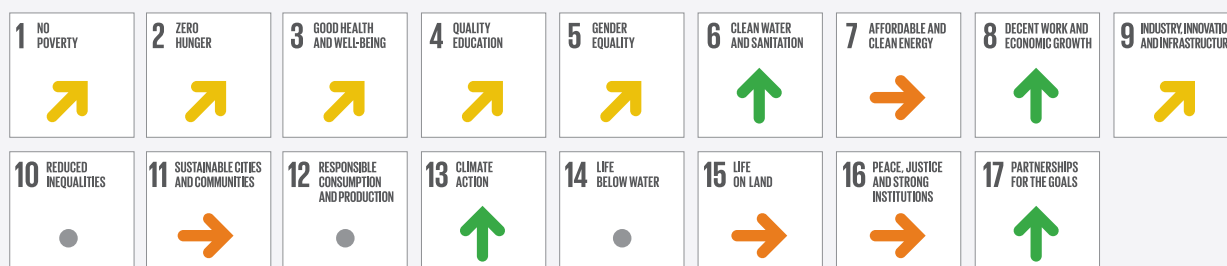 1 NO
POVERTY
2 ZERO
HUNGER
3 GOOD HEALTH
AND WELL-BEING
4 QUALITY
EDUCATION
5 GENDER
EQUALITY
6 CLEAN WATER
AND SANITATION
7 AFFORDABLE AND
CLEAN ENERGY
8 DECENT WORK AND
ECONOMIC GROWTH
9 INDUSTRY, INNOVATIO
AND INFRASTRUCTUR
10 REDUCED
INEQUALITIES
11 SUSTAINABLE CITIES
AND COMMUNITIES
12 RESPONSIBLE
CONSUMPTION
AND PRODUCTION
13 CLIMATE
ACTION
14 LIFE
BELOW WATER
15 LIFE
ON LAND
16 PEACE, JUSTICE
AND STRONG
INSTITUTIONS
17 PARTNERSHIPS
FOR THE GOALS